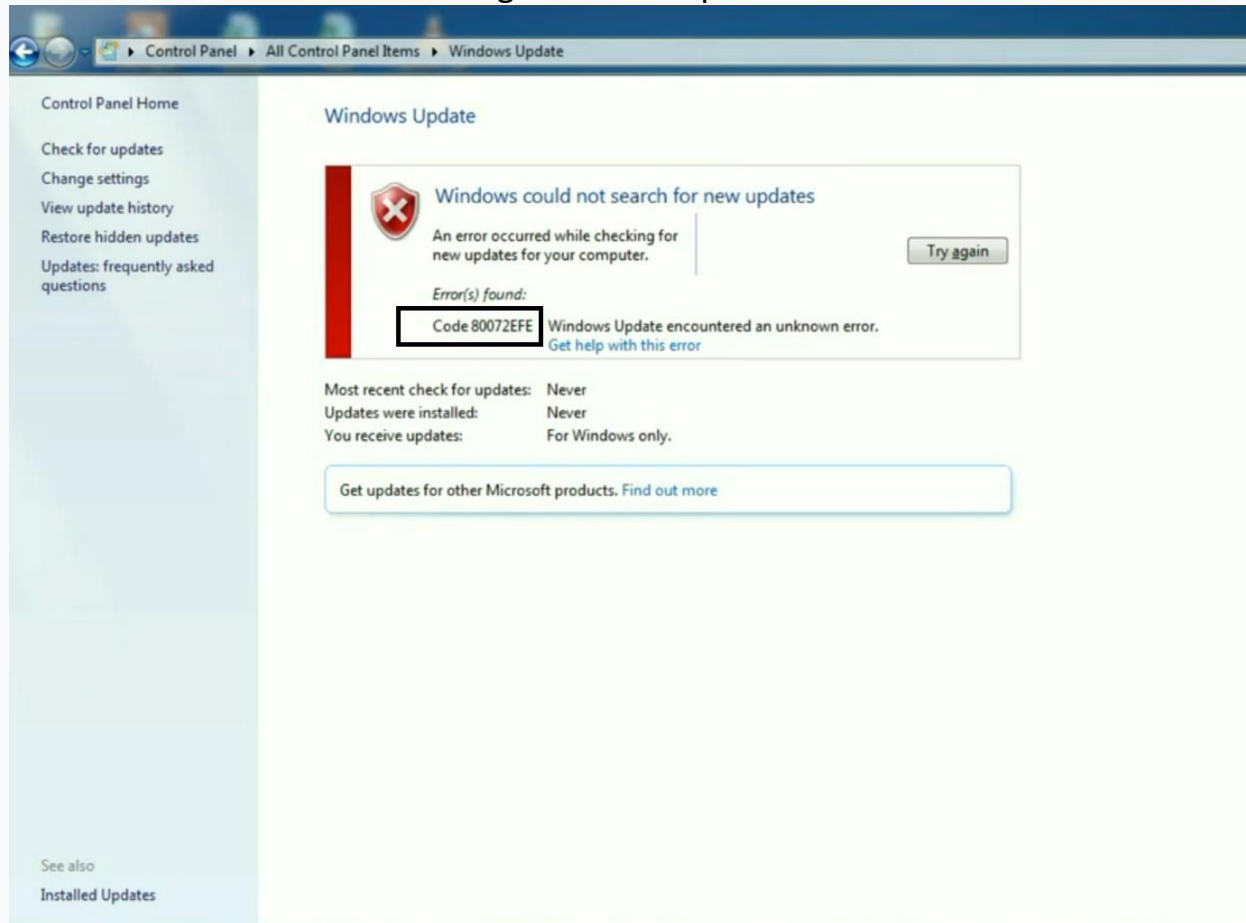 Control Panel ▸ All Control Panel Items ▸ Windows Update
Control Panel Home
Check for updates
Change settings
View update history
Restore hidden updates
Updates: frequently asked
questions
See also
Installed Updates
Windows Update
Windows could not search for new updates
An error occurred while checking for
new updates for your computer.
Try again
Error(s) found:
Code 80072EFE Windows Update encountered an unknown error.
Get help with this error
Most recent check for updates: Never
Updates were installed: Never
You receive updates: For Windows only.
Get updates for other Microsoft products. Find out more